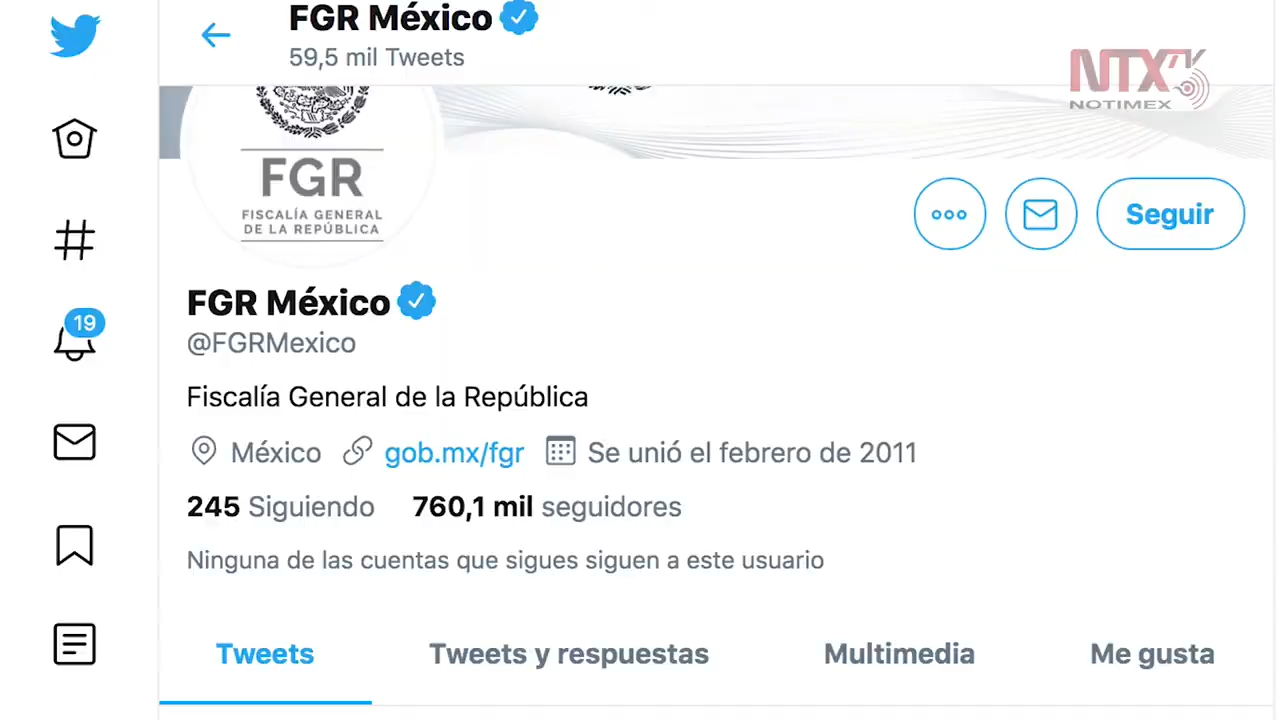 FGR México
59,5 mil Tweets
NTX
NOTIMEX
FGR
FISCALÍA GENERAL
DE LA REPÚBLICA
Seguir
FGR México
@FGRMexico
19
Fiscalía General de la República
México gob.mx/fgr Se unió el febrero de 2011
245 Siguiendo 760,1 mil seguidores
Ninguna de las cuentas que sigues siguen a este usuario
Tweets Tweets y respuestas Multimedia Me gusta